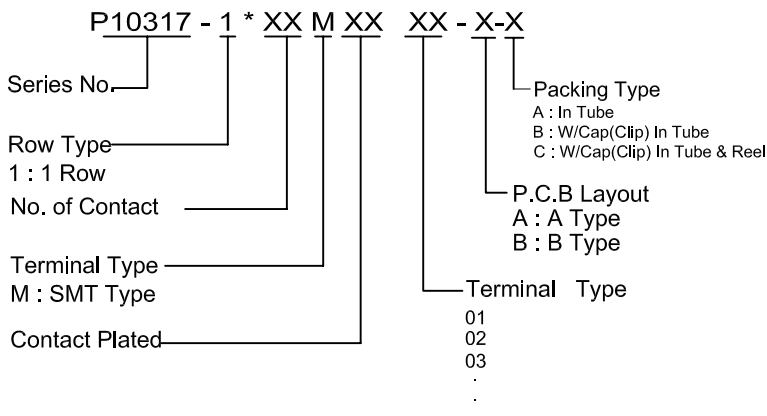 P10317 - 1 * XX M XX XX - X-X
Series No.
Row Type
1 : 1 Row
No. of Contact
Terminal Type
M : SMT Type
Contact Plated
Packing Type
A : In Tube
B : W/Cap(Clip) In Tube
C : W/Cap(Clip) In Tube & Reel
P.C.B Layout
A : A Type
B : B Type
Terminal Type
01
02
03
.
.